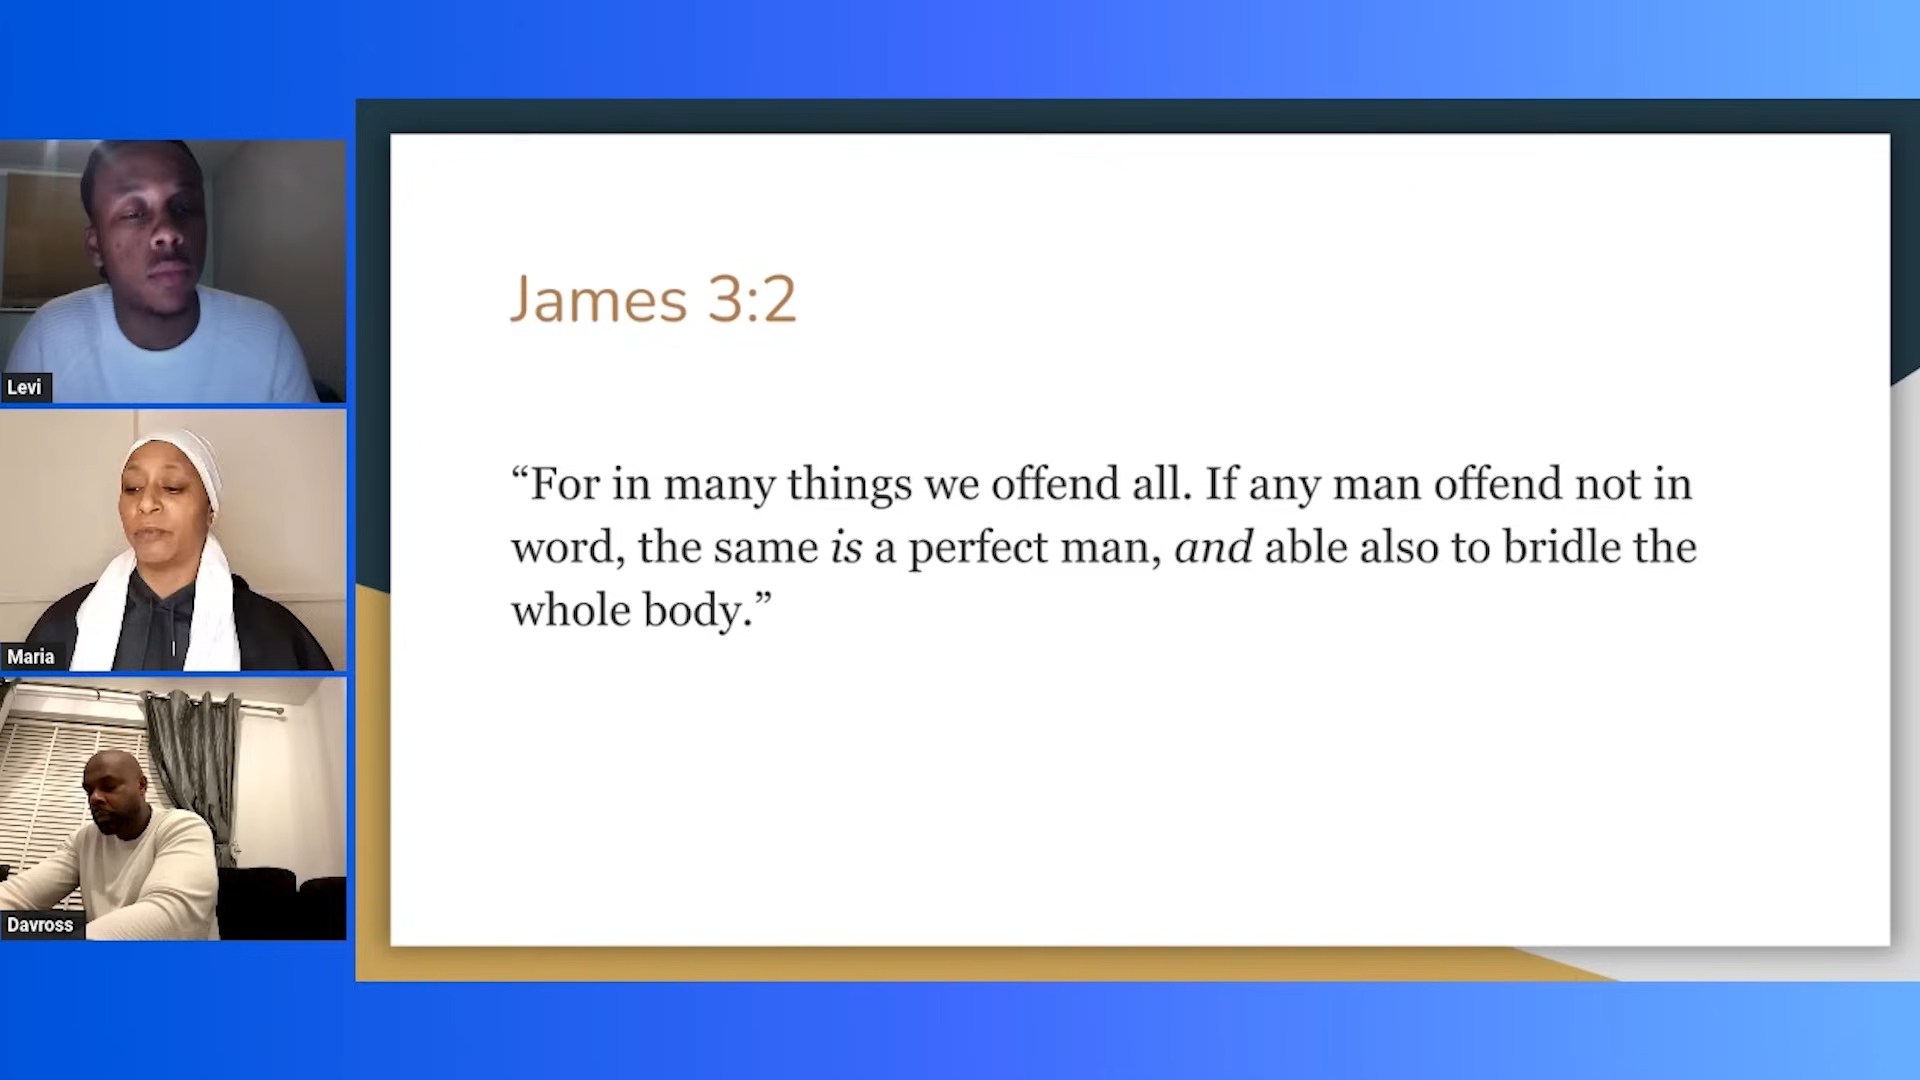 Levi
Maria
Davross
James 3:2
“For in many things we offend all. If any man offend not in
word, the same is a perfect man, and able also to bridle the
whole body.”